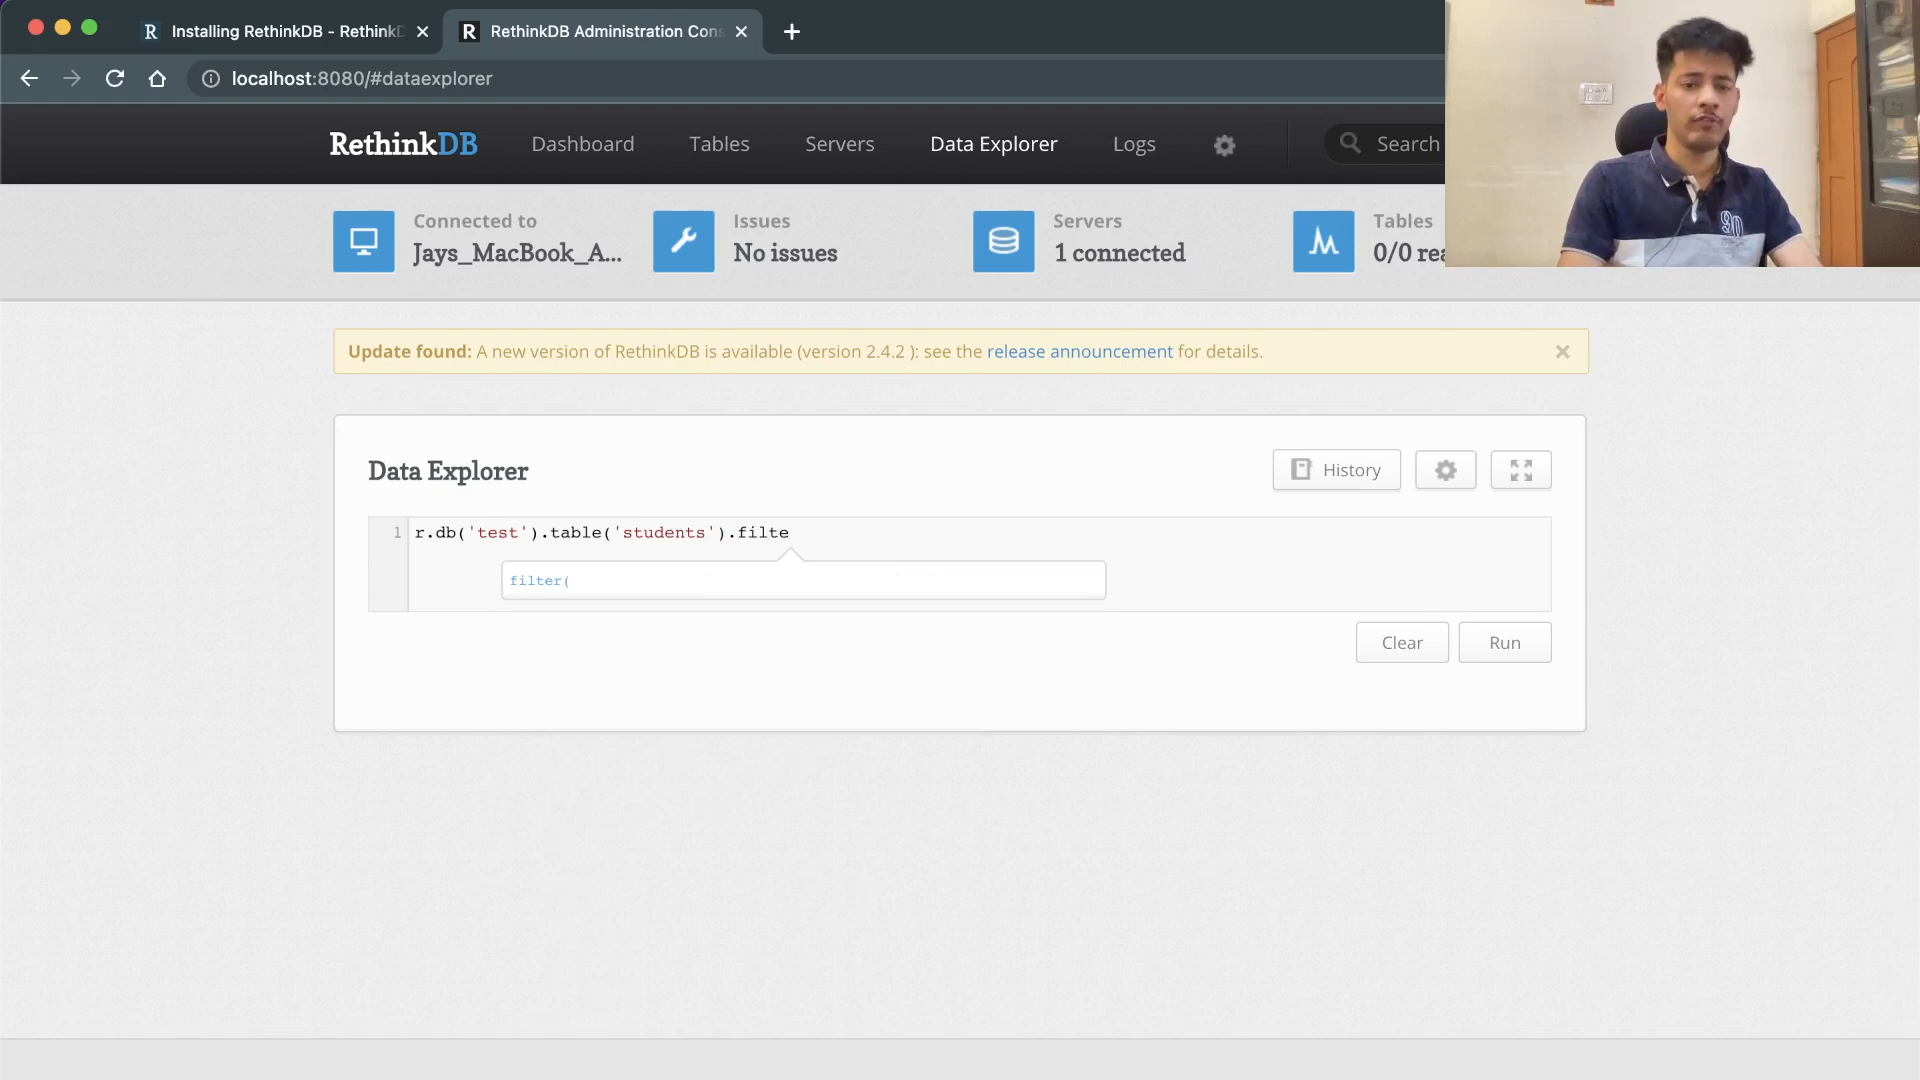 Installing RethinkDB - RethinkD
RethinkDB Administration Cons
localhost:8080/#dataexplorer
RethinkDB
Dashboard
Tables
Servers
Data Explorer
Logs
Search
Connected to
Jays_MacBook_A...
Issues
No issues
Servers
1 connected
Tables
0/0 rea
Update found: A new version of RethinkDB is available (version 2.4.2 ): see the release announcement for details.
Data Explorer
History
1 r.db('test').table('students').filte
filter(
Clear
Run